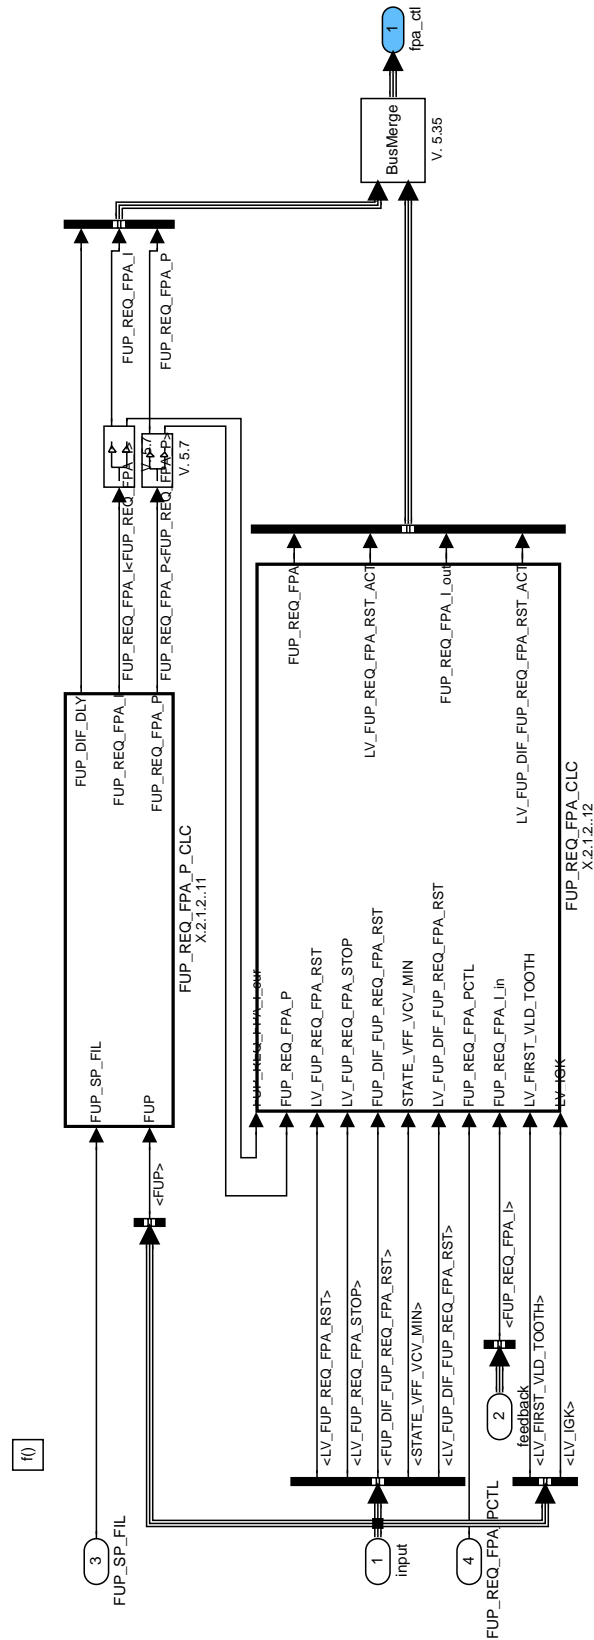 f()
3
FUP_SP_FIL
1
input
4
FUP_REQ_FPA_PCTL
2
feedback
<FUP>
<LV_FUP_REQ_FPA_RST>
<LV_FUP_REQ_FPA_STOP>
<FUP_DIF_FUP_REQ_FPA_RST>
<STATE_VFF_VCV_MIN>
<LV_FUP_DIF_FUP_REQ_FPA_RST>
<FUP_REQ_FPA_I>
<LV_FIRST_VLD_TOOTH>
<LV_IGK>
FUP_SP_FIL
FUP
FUP_DIF_DLY
FUP_REQ_FPA_I
FUP_REQ_FPA_P
FUP_REQ_FPA_P_CLC
X.2.1.2..11
FUP_REQ_FPA_I_our
FUP_REQ_FPA_P
LV_FUP_REQ_FPA_RST
LV_FUP_REQ_FPA_STOP
FUP_DIF_FUP_REQ_FPA_RST
STATE_VFF_VCV_MIN
LV_FUP_DIF_FUP_REQ_FPA_RST
FUP_REQ_FPA_PCTL
FUP_REQ_FPA_I_in
LV_FIRST_VLD_TOOTH
LV_IGK
FUP_REQ_FPA
LV_FUP_REQ_FPA_RST_ACT
FUP_REQ_FPA_I_out
LV_FUP_DIF_FUP_REQ_FPA_RST_ACT
FUP_REQ_FPA_CLC
X.2.1.2..12
FUP_REQ_FPA_I<FUP_REQ_FPA_I>
V. 5.7
FUP_REQ_FPA_P<FUP_REQ_FPA_P>
V. 5.7
FUP_REQ_FPA_I
FUP_REQ_FPA_P
BusMerge
V. 5.35
1
fpa_ctl